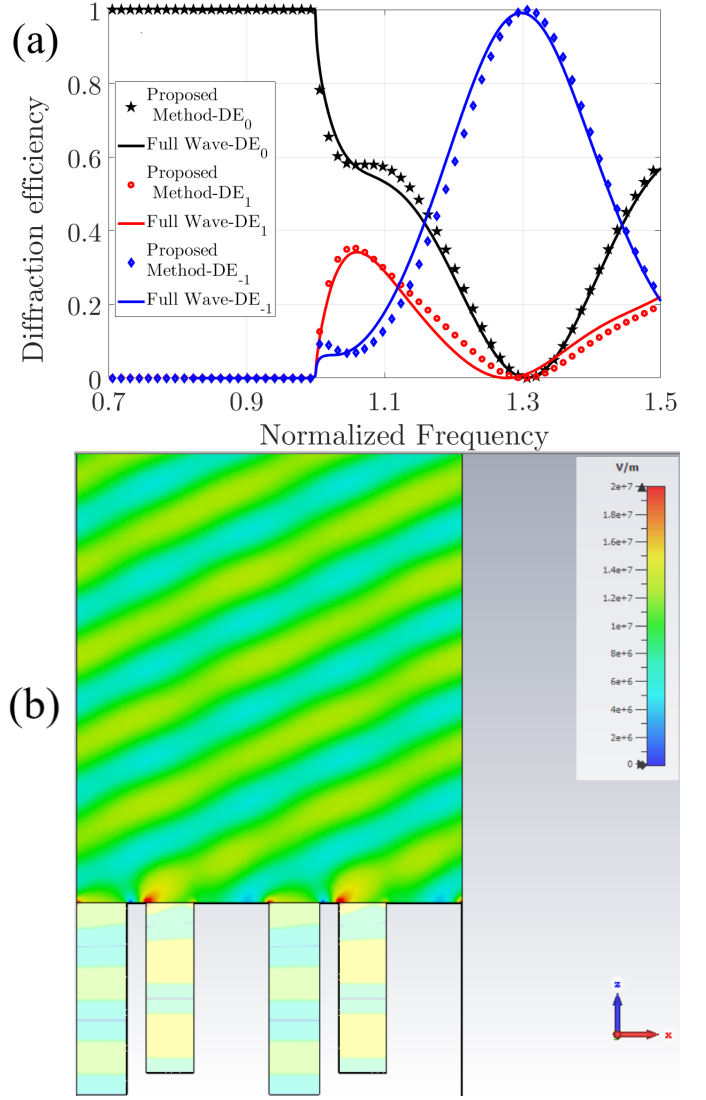 (a)
1
0.8
0.6
0.4
0.2
0
Diffraction efficiency
Proposed
Method-DE0
Full Wave-DE0
Proposed
Method-DE1
Full Wave-DE1
Proposed
Method-DE-1
Full Wave-DE-1
0.7 0.9 1.1 1.3 1.5
Normalized Frequency
(b)
V/m
2e+7
1.8e+7
1.6e+7
1.4e+7
1.2e+7
1e+7
8e+6
6e+6
4e+6
2e+6
0
z
x